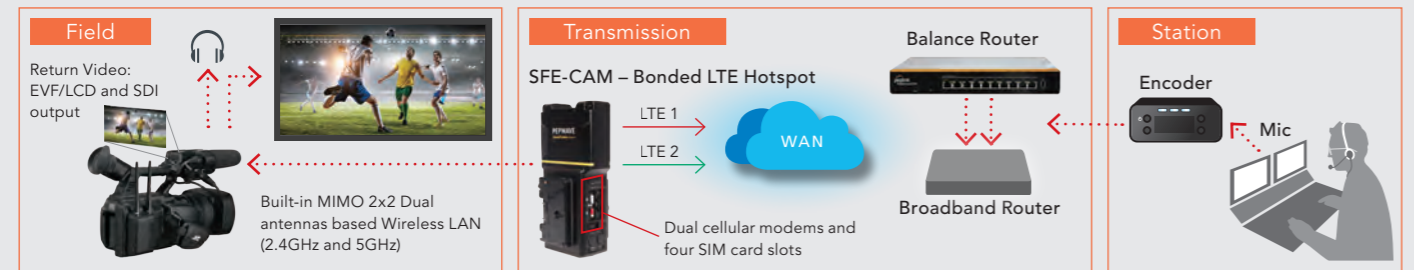 Field
Return Video:
EVF/LCD and SDI
output
Built-in MIMO 2x2 Dual
antennas based Wireless LAN
(2.4GHz and 5GHz)
Transmission
SFE-CAM – Bonded LTE Hotspot
PEPWAVE
LTE 1
LTE 2
WAN
Dual cellular modems and
four SIM card slots
Balance Router
Broadband Router
Station
Encoder
Mic